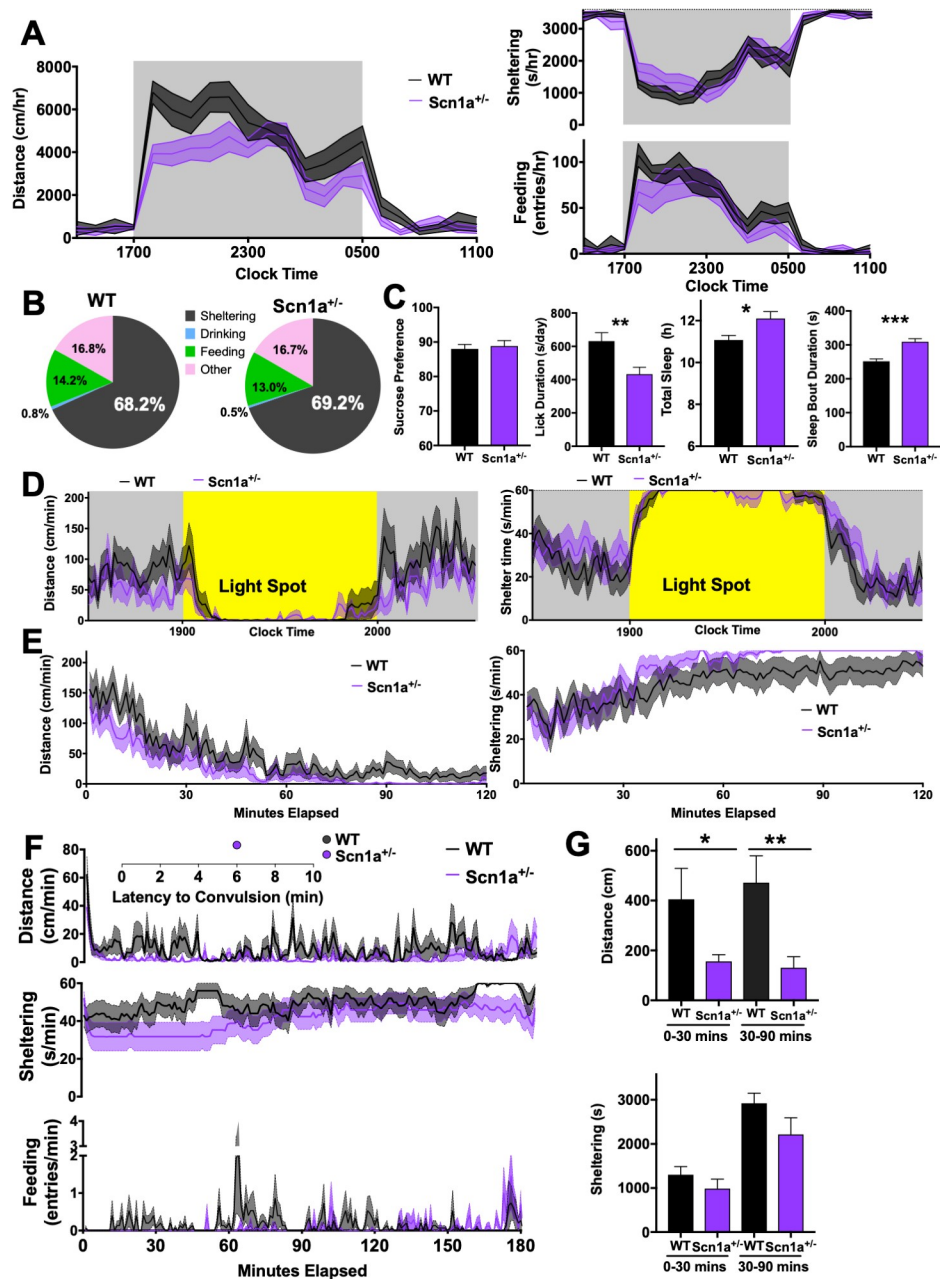 A
8000
6000
4000
2000
0
Distance (cm/hr)
1700
2300
0500
1100
Clock Time
WT
Scn1a+/-
3000
2000
1000
0
Sheltering
(s/hr)
100
50
0
Feeding
(entries/hr)
1700
2300
0500
1100
Clock Time
B
WT
16.8%
14.2%
0.8%
68.2%
Sheltering
Drinking
Feeding
Other
Scn1a+/-
16.7%
13.0%
0.5%
69.2%
C
100
90
80
70
60
Sucrose Preference
WT Scn1a+/-
800
600
400
200
0
Lick Duration (s/day)
**
WT Scn1a+/-
12
10
8
6
Total Sleep (h)
*
WT Scn1a+/-
400
300
200
100
0
Sleep Bout Duration (s)
***
WT Scn1a+/-
D
WT
Scn1a+/-
200
150
100
50
0
Distance (cm/min)
Light Spot
1900
Clock Time
2000
WT
Scn1a+/-
60
40
20
0
Shelter time (s/min)
Light Spot
1900
Clock Time
2000
E
200
150
100
50
0
Distance (cm/min)
WT
Scn1a+/-
0
30
60
90
120
Minutes Elapsed
60
40
20
0
Sheltering (s/min)
WT
Scn1a+/-
30
60
90
120
Minutes Elapsed
F
80
60
40
20
0
Distance
(cm/min)
0 2 4 6 8 10
Latency to Convulsion (min)
WT
Scn1a+/-
WT
Scn1a+/-
60
40
20
0
Sheltering
(s/min)
4
3
2
1
0
Feeding
(entries/min)
0
30
60
90
120
150
180
Minutes Elapsed
G
600
400
200
0
Distance (cm)
*
**
WT Scn1a+/- WT Scn1a+/-
0-30 mins 30-90 mins
3000
2000
1000
0
Sheltering (s)
WT Scn1a+/- WT Scn1a+/-
0-30 mins 30-90 mins